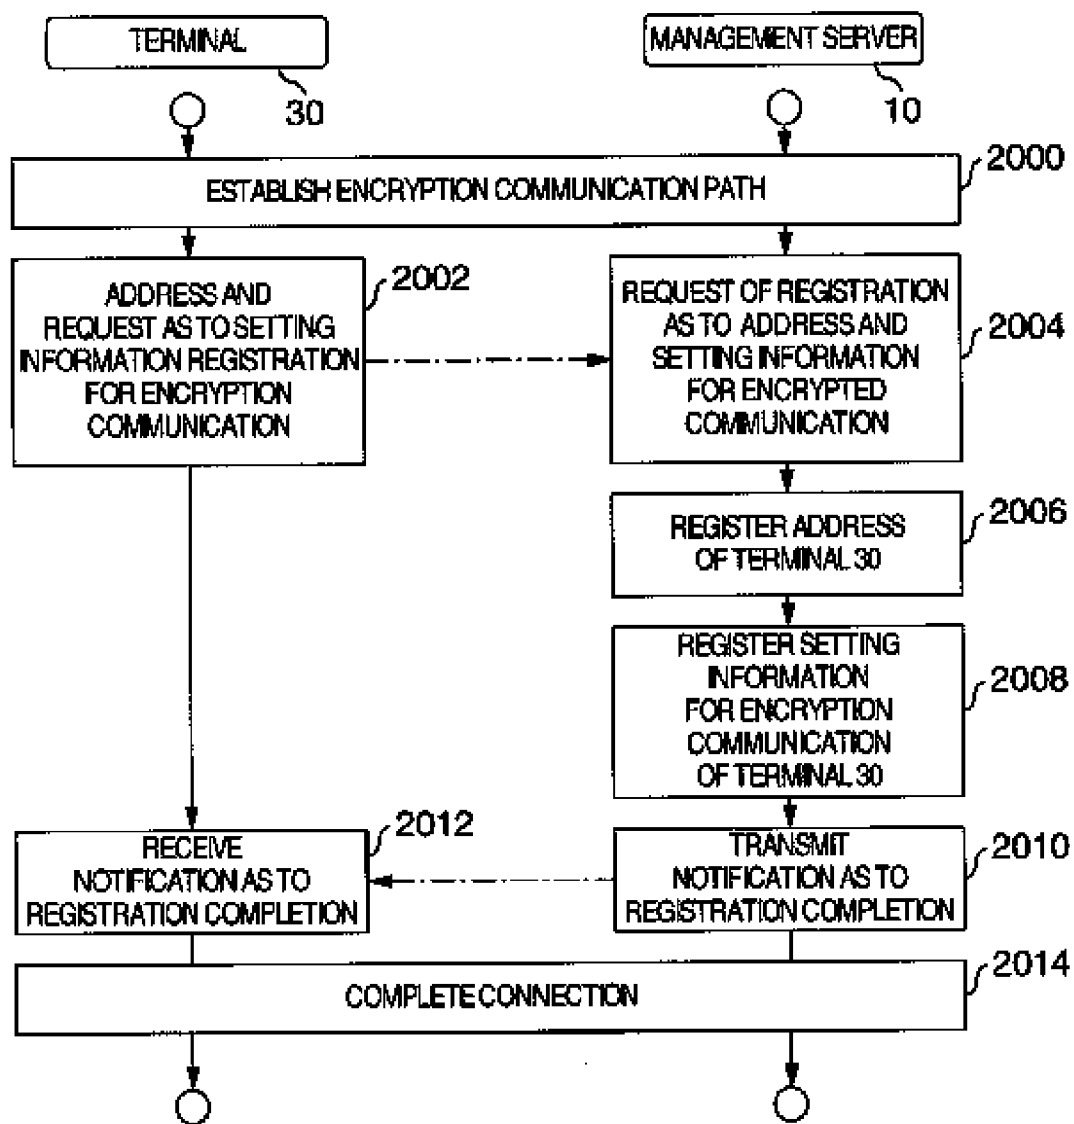 TERMINAL
MANAGEMENT SERVER
30
10
2000
ESTABLISH ENCRYPTION COMMUNICATION PATH
2002
ADDRESS AND
REQUEST AS TO SETTING
INFORMATION REGISTRATION
FOR ENCRYPTION
COMMUNICATION
2004
REQUEST OF REGISTRATION
AS TO ADDRESS AND
SETTING INFORMATION
FOR ENCRYPTED
COMMUNICATION
2006
REGISTER ADDRESS
OF TERMINAL 30
2008
REGISTER SETTING
INFORMATION
FOR ENCRYPTION
COMMUNICATION
OF TERMINAL 30
2012
RECEIVE
NOTIFICATION AS TO
REGISTRATION COMPLETION
2010
TRANSMIT
NOTIFICATION AS TO
REGISTRATION COMPLETION
2014
COMPLETE CONNECTION